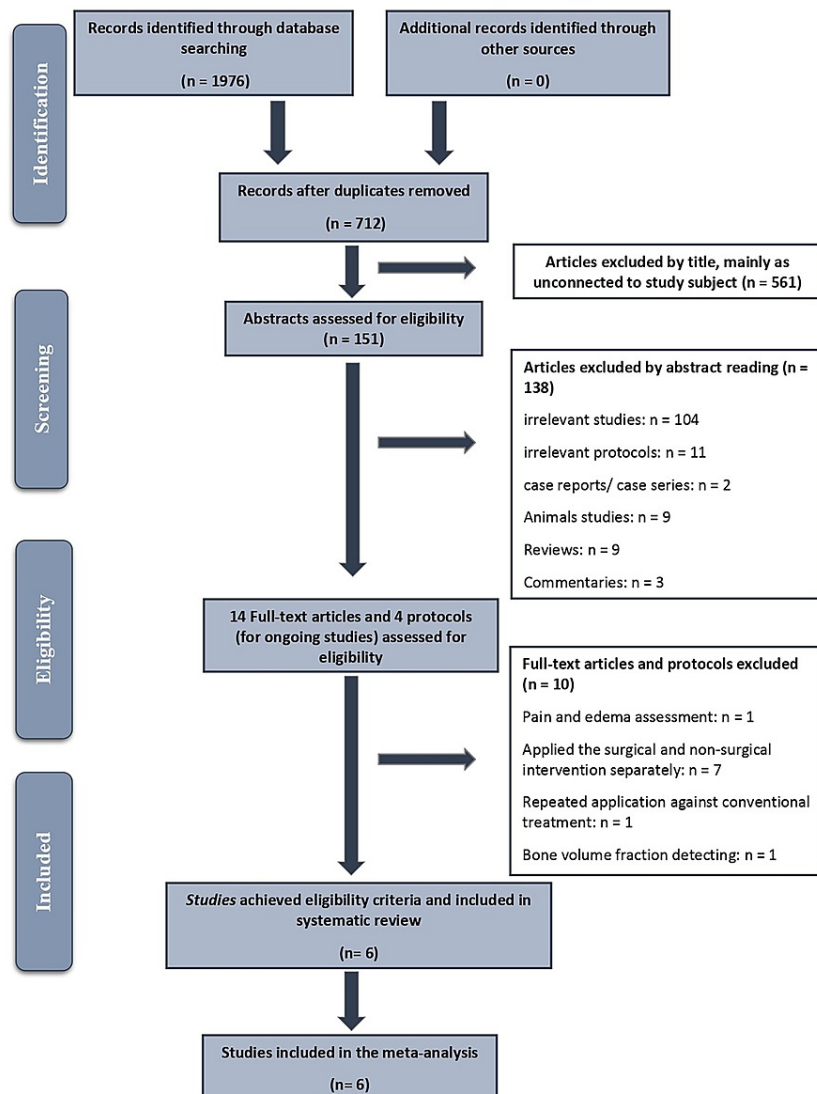 Identification
Records identified through database
searching
(n = 1976)
Additional records identified through
other sources
(n = 0)
Records after duplicates removed
(n = 712)
Articles excluded by title, mainly as
unconnected to study subject (n = 561)
Screening
Abstracts assessed for eligibility
(n = 151)
Articles excluded by abstract reading (n =
138)
irrelevant studies: n = 104
irrelevant protocols: n = 11
case reports/ case series: n = 2
Animals studies: n = 9
Reviews: n = 9
Commentaries: n = 3
Eligibility
14 Full-text articles and 4 protocols
(for ongoing studies) assessed for
eligibility
Full-text articles and protocols excluded
(n = 10)
Pain and edema assessment: n = 1
Applied the surgical and non-surgical
intervention separately: n = 7
Repeated application against conventional
treatment: n = 1
Bone volume fraction detecting: n = 1
Included
Studies achieved eligibility criteria and included in
systematic review
(n= 6)
Studies included in the meta-analysis
(n= 6)